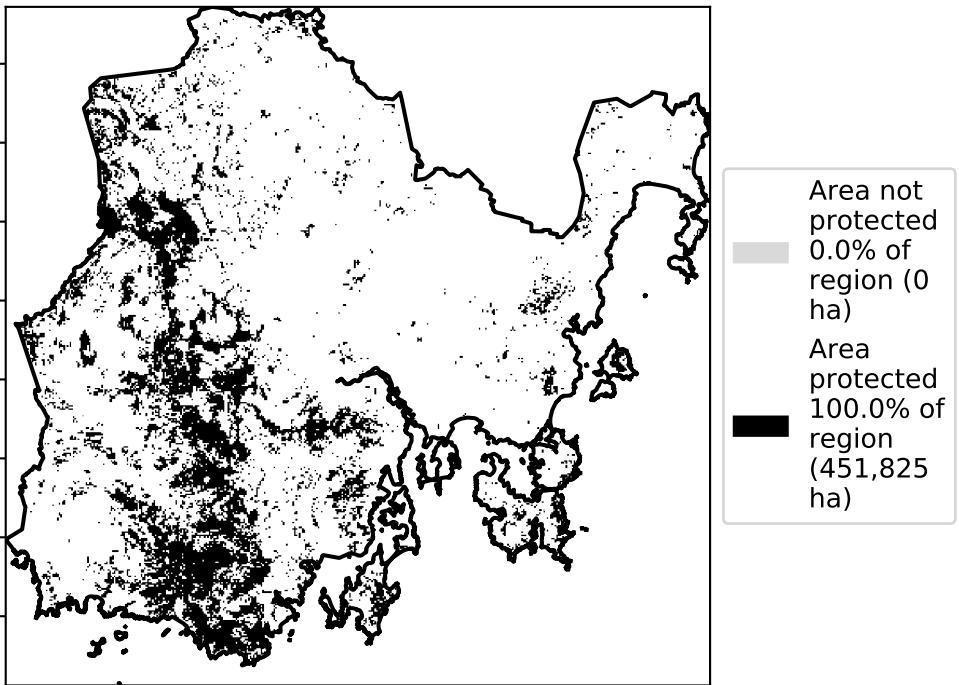 Area not
protected
0.0% of
region (0
ha)
Area
protected
100.0% of
region
(451,825
ha)